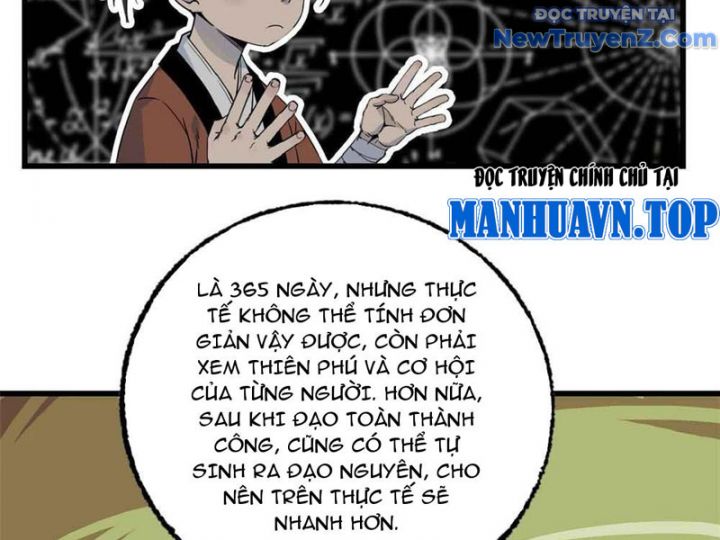 ĐỌC TRUYỆN TẠI
NewTruyenZ.Com
ĐỌC TRUYỆN CHÍNH CHỦ TẠI
MANHUAVN.TOP
LÀ 365 NGÀY, NHƯNG THỰC
TẾ KHÔNG THỂ TÍNH ĐƠN
GIẢN VẬY ĐƯỢC, CÒN PHẢI
XEM THIÊN PHÚ VÀ CƠ HỘI
CỦA TỪNG NGƯỜI. HƠN NỮA,
SAU KHI ĐẠO TOÀN THÀNH
CÔNG, CŨNG CÓ THỂ TỰ
SINH RA ĐẠO NGUYÊN, CHO
NÊN TRÊN THỰC TẾ SẼ
NHANH HƠN.